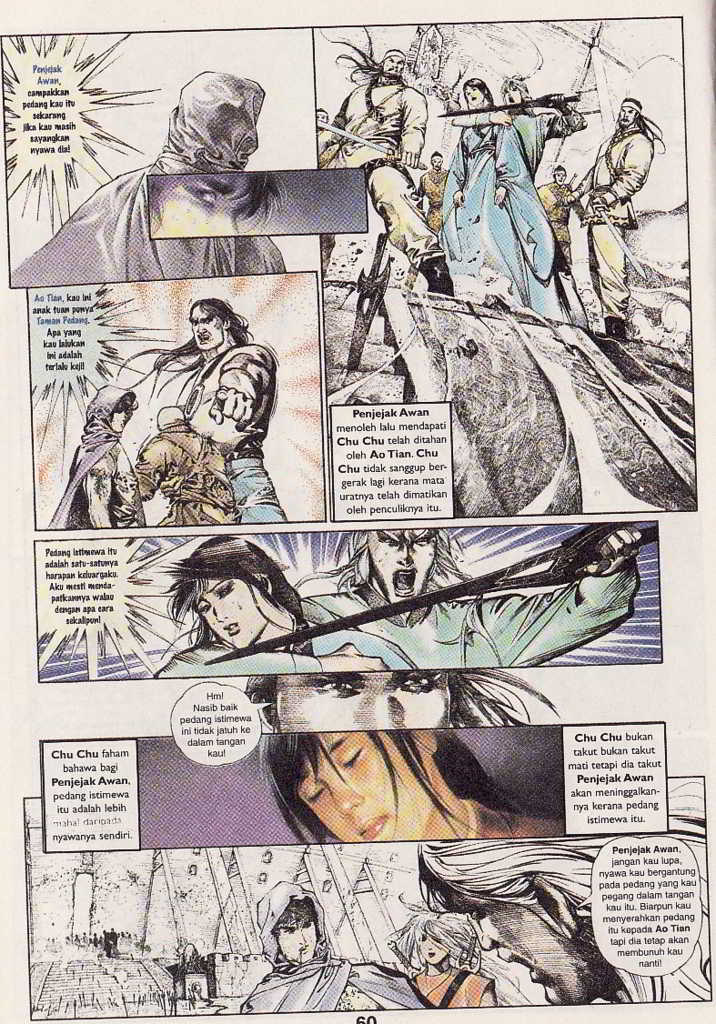 Penjejak
Awan,
campakkan
pedang kau itu
sekarang
jika kau masih
sayangkan
nyawa dia!
Ao Tian, kau ini
anak tuan punya
Taman Pedang.
Apa yang
kau lakukan
ini adalah
terlalu keji!
Penjejak Awan
menoleh lalu mendapati
Chu Chu telah ditahan
oleh Ao Tian. Chu
Chu tidak sanggup ber-
gerak lagi kerana mata
uratnya telah dimatikan
oleh penculiknya itu.
Pedang istimewa itu
adalah satu-satunya
harapan keluargaku.
Aku mesti menda-
patkannya walau
dengan apa cara
sekalipun!
Hm!
Nasib baik
pedang istimewa
ini tidak jatuh ke
dalam tangan
kau!
Chu Chu faham
bahawa bagi
Penjejak Awan,
pedang istimewa
itu adalah lebih
mahal daripada
nyawanya sendiri.
Chu Chu bukan
takut bukan takut
mati tetapi dia takut
Penjejak Awan
akan meninggalkan-
nya kerana pedang
istimewa itu.
Penjejak Awan,
jangan kau lupa,
nyawa kau bergantung
pada pedang yang kau
pegang dalam tangan
kau itu. Biarpun kau
menyerahkan pedang
itu kepada Ao Tian
tapi dia tetap akan
membunuh kau
nanti!
60